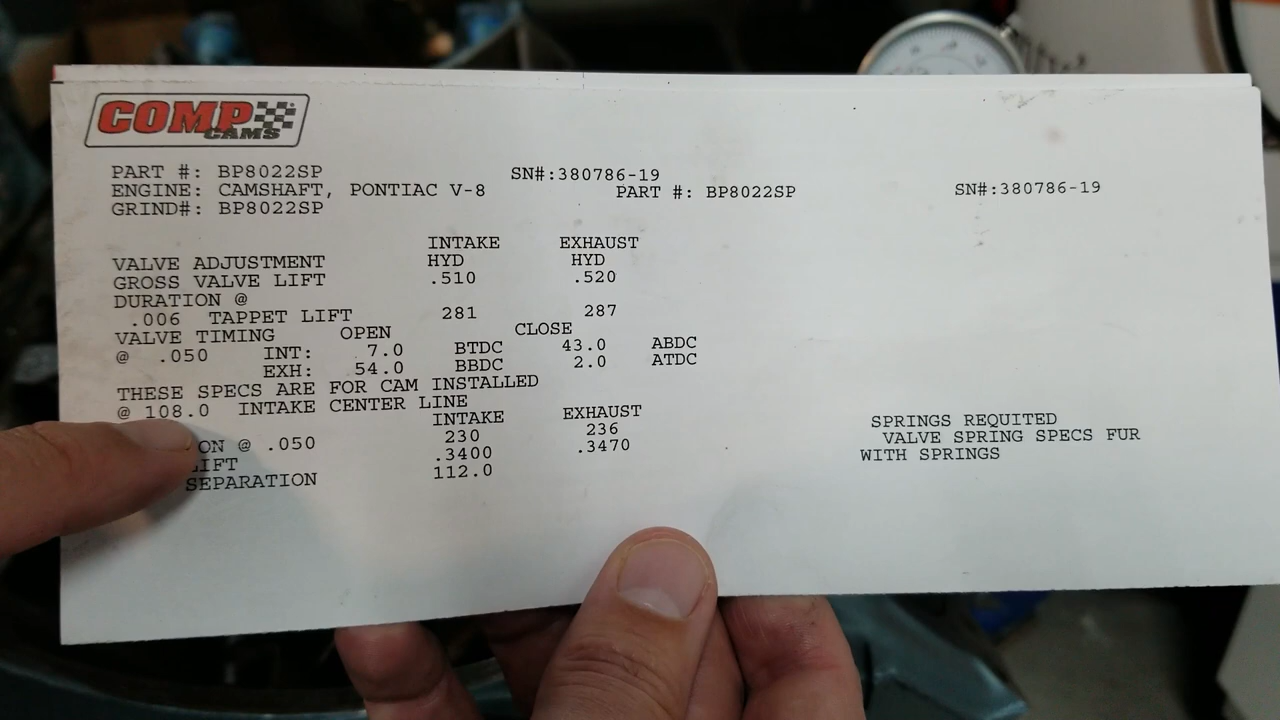 COMP
CAMS
PART #: BP8022SP SN#:380786-19
ENGINE: CAMSHAFT, PONTIAC V-8 PART #: BP8022SP SN#:380786-19
GRIND#: BP8022SP
INTAKE EXHAUST
VALVE ADJUSTMENT HYD HYD
GROSS VALVE LIFT .510 .520
DURATION @
.006 TAPPET LIFT 281 287
VALVE TIMING OPEN CLOSE
@ .050 INT: 7.0 BTDC 43.0 ABDC
EXH: 54.0 BBDC 2.0 ATDC
THESE SPECS ARE FOR CAM INSTALLED
@ 108.0 INTAKE CENTER LINE
INTAKE EXHAUST
ON @ .050 230 236
LIFT .3400 .3470
SEPARATION 112.0
SPRINGS REQUITED
VALVE SPRING SPECS FUR
WITH SPRINGS